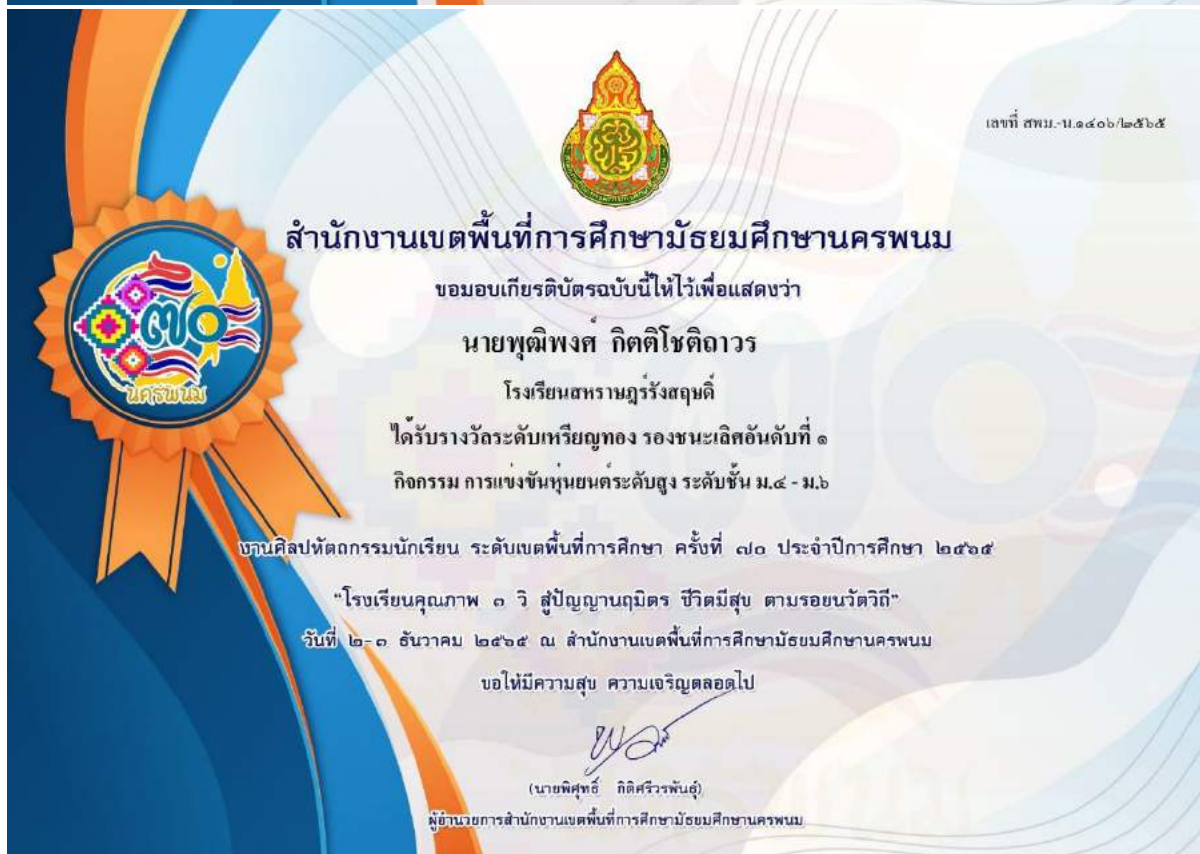 เลขที่ สพม.-น.๑๔๐๖/๒๕๖๕
สำนักงานเขตพื้นที่การศึกษามัธยมศึกษานครพนม
ขอมอบเกียรติบัตรฉบับนี้ให้ไว้เพื่อแสดงว่า
นายพุฒิพงศ์ กิตติโชติถาวร
โรงเรียนสหราษฎร์รังสฤษดิ์
ได้รับรางวัลระดับเหรียญทอง รองชนะเลิศอันดับที่ ๑
กิจกรรม การแข่งขันหุ่นยนต์ระดับสูง ระดับชั้น ม.๔ - ม.๖
งานศิลปหัตถกรรมนักเรียน ระดับเขตพื้นที่การศึกษา ครั้งที่ ๗๐ ประจำปีการศึกษา ๒๕๖๕
“โรงเรียนคุณภาพ ๓ วิ สู่ปัญญานฤมิตร ชีวิตมีสุข ตามรอยนวัตวิถี”
วันที่ ๒-๓ ธันวาคม ๒๕๖๕ ณ สำนักงานเขตพื้นที่การศึกษามัธยมศึกษานครพนม
ขอให้มีความสุข ความเจริญตลอดไป
(นายพิศุทธิ์ กิติศรีวรพันธุ์)
ผู้อำนวยการสำนักงานเขตพื้นที่การศึกษามัธยมศึกษานครพนม
๗๐
นครพนม